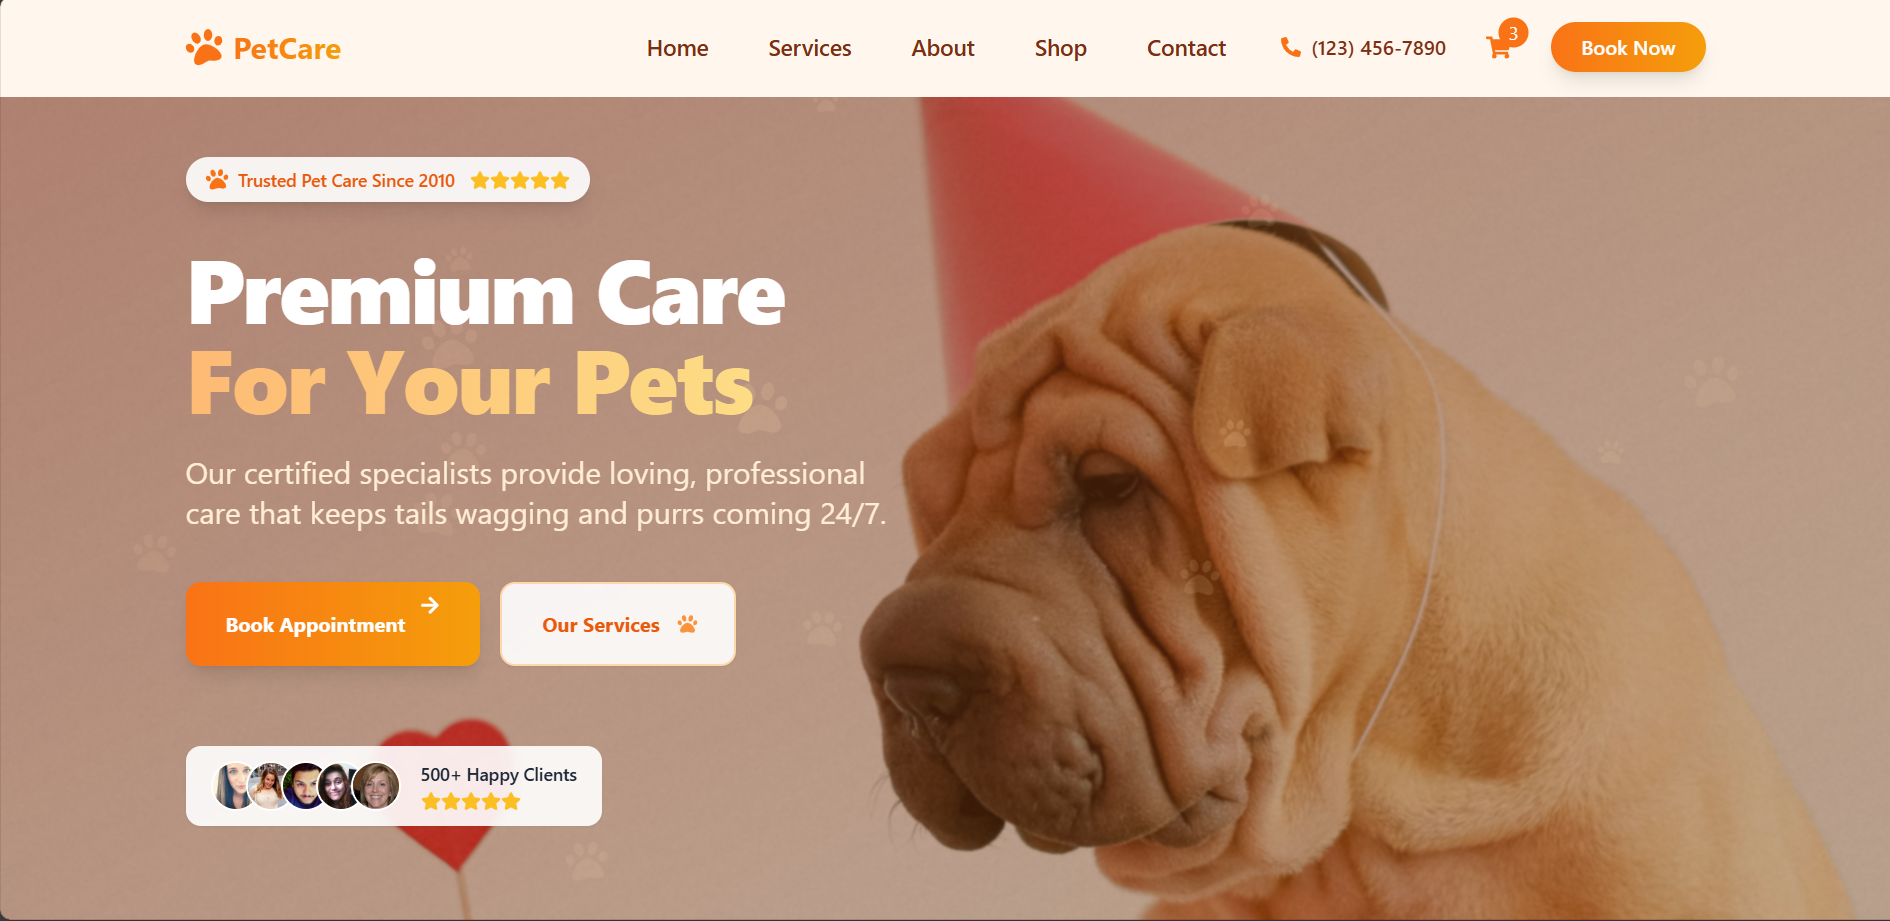 PetCare
Home
Services
About
Shop
Contact
(123) 456-7890
3
Book Now
Trusted Pet Care Since 2010
Premium Care
For Your Pets
Our certified specialists provide loving, professional
care that keeps tails wagging and purrs coming 24/7.
Book Appointment
Our Services
500+ Happy Clients